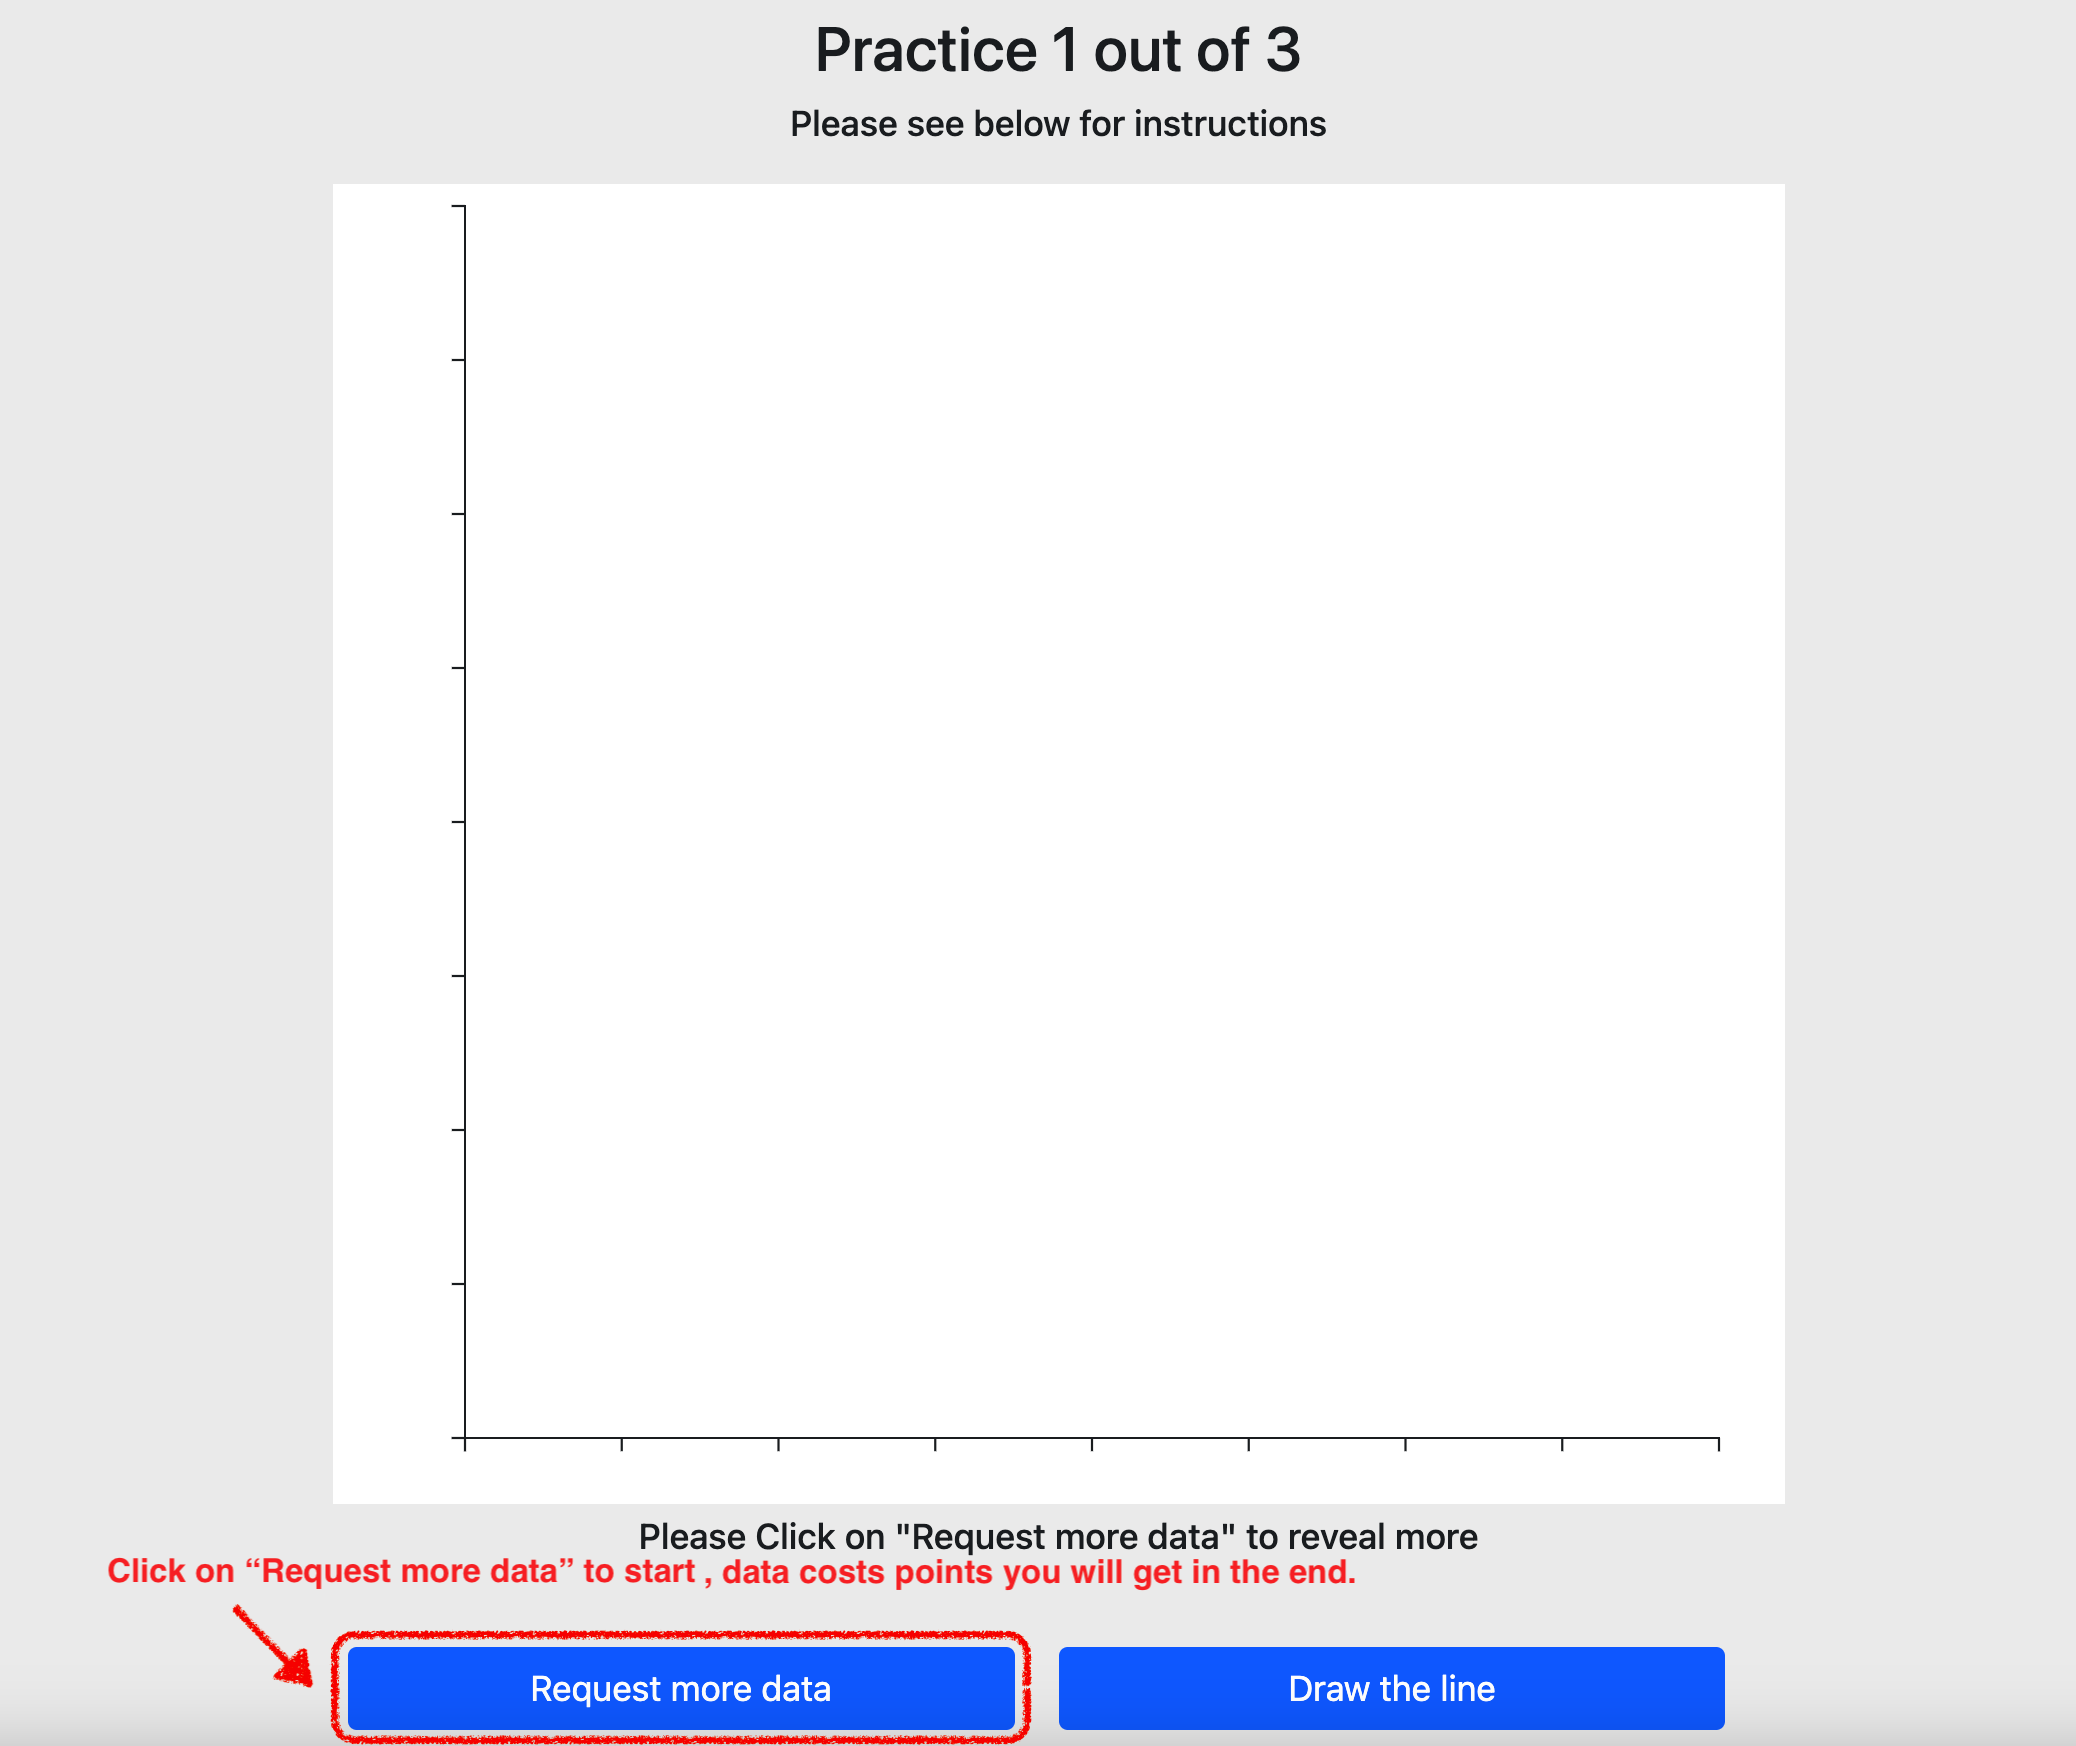 Practice 1 out of 3
Please see below for instructions
Please Click on "Request more data" to reveal more
Click on “Request more data” to start , data costs points you will get in the end.
Request more data
Draw the line